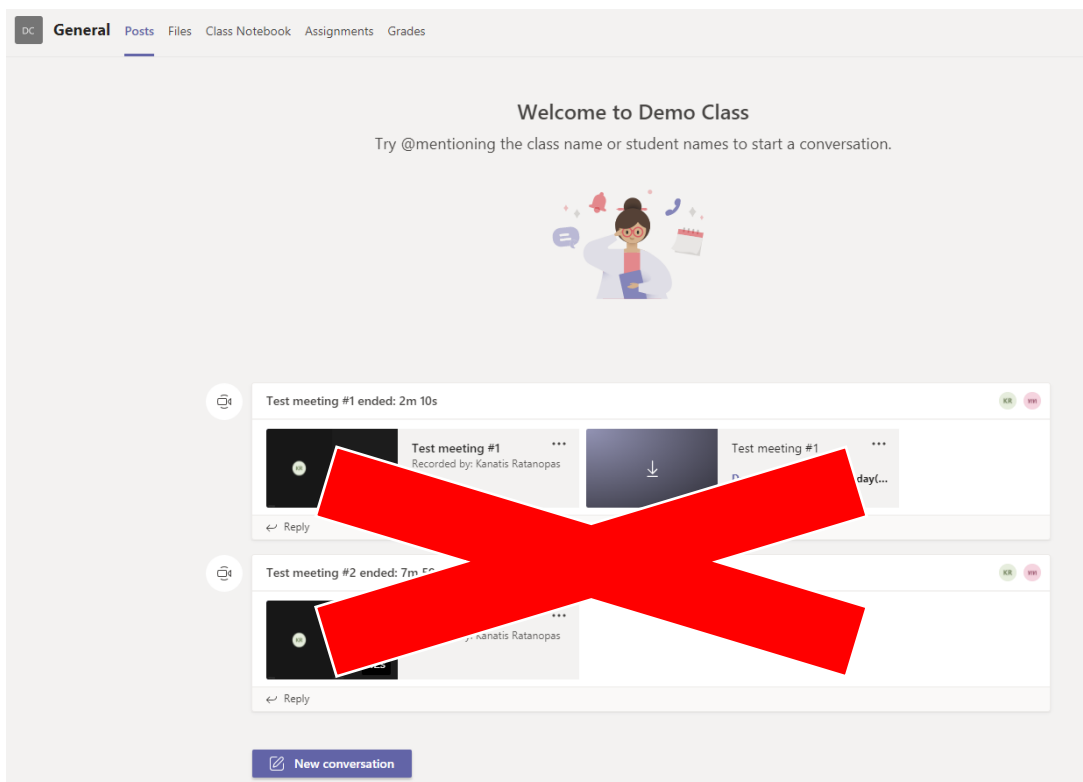 DC General Posts Files Class Notebook Assignments Grades
Welcome to Demo Class
Try @mentioning the class name or student names to start a conversation.
Test meeting #1 ended: 2m 10s KR
Test meeting #1 ...
Recorded by: Kanatis Ratanopas
Test meeting #1 ...
day(...
Reply
Test meeting #2 ended: 7m KR
...
Kanatis Ratanopas
Reply
New conversation